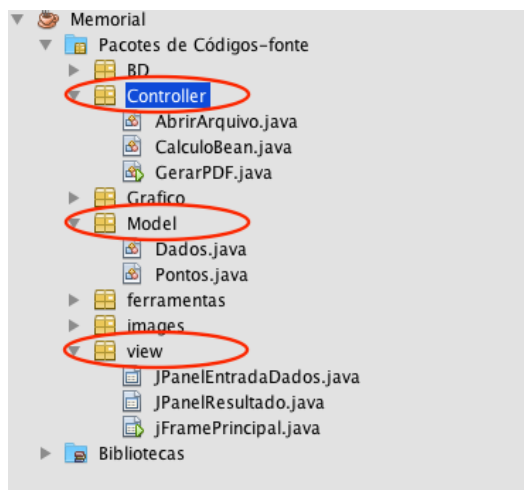 Memorial
Pacotes de Códigos-fonte
BD
Controller
AbrirArquivo.java
CalculoBean.java
GerarPDF.java
Grafico
Model
Dados.java
Pontos.java
ferramentas
images
view
JPanelEntradaDados.java
JPanelResultado.java
jFramePrincipal.java
Bibliotecas